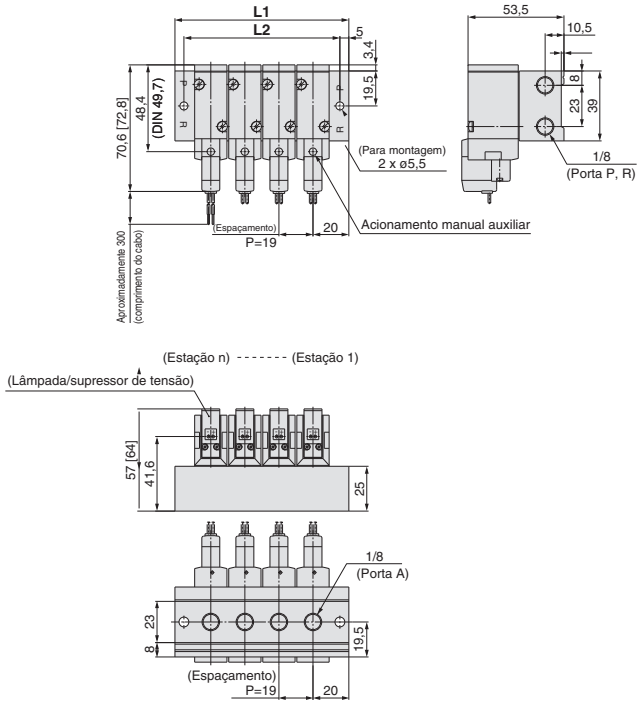 L1
L2
5
3,4
19,5
P
R
P
R
70,6 [72,8]
48,4
(DIN 49,7)
(Para montagem)
2 x ø5,5
Acionamento manual auxiliar
(Espaçamento)
P=19
20
Aproximadamente 300
(comprimento do cabo)
53,5
10,5
8
23
39
1/8
(Porta P, R)
(Estação n) ------- (Estação 1)
(Lâmpada/supressor de tensão)
57 [64]
41,6
25
1/8
(Porta A)
23
8
19,5
(Espaçamento)
P=19
20